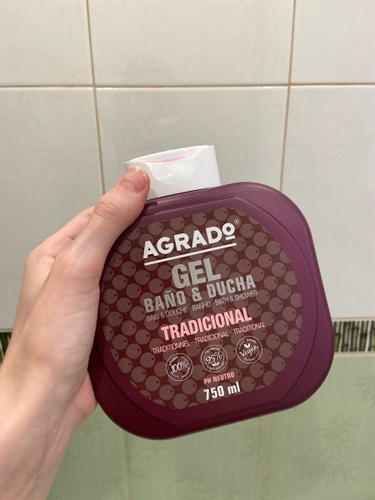 AGRADO®
GEL
BAÑO & DUCHA
BAIN & DOUCHE · BANHO · BATH & SHOWER
TRADICIONAL
TRADITIONNEL · TRADICIONAL · TRADITIONAL
100%
95%
Vegan
PH NEUTRO
750 ml